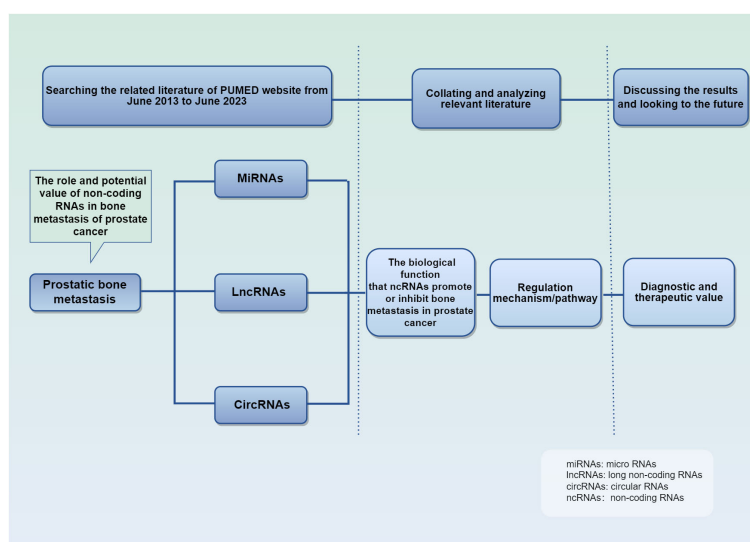 Searching the related literature of PUMED website from
June 2013 to June 2023
Collating and analyzing
relevant literature
Discussing the results
and looking to the future
The role and potential
value of non-coding
RNAs in bone
metastasis of prostate
cancer
Prostatic bone
metastasis
MiRNAs
LncRNAs
CircRNAs
The biological
function
that ncRNAs promote
or inhibit bone
metastasis in prostate
cancer
Regulation
mechanism/pathway
Diagnostic and
therapeutic value
miRNAs: micro RNAs
lncRNAs: long non-coding RNAs
circRNAs: circular RNAs
ncRNAs: non-coding RNAs